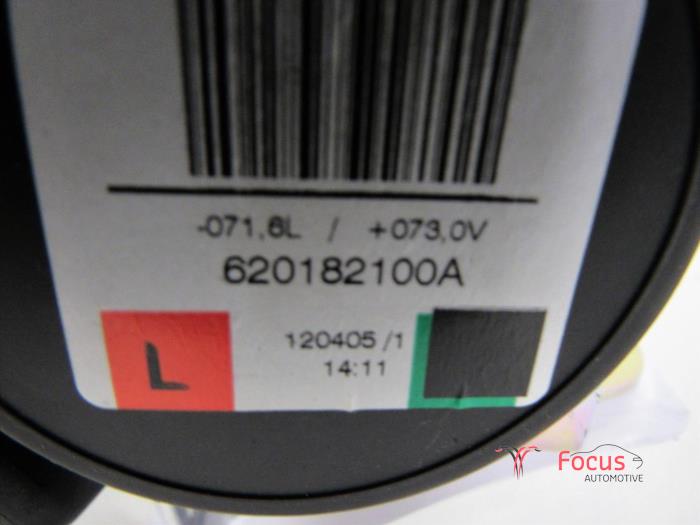 -071,6L / +073,0V
620182100A
L
120405 /1
14:11
Focus
AUTOMOTIVE